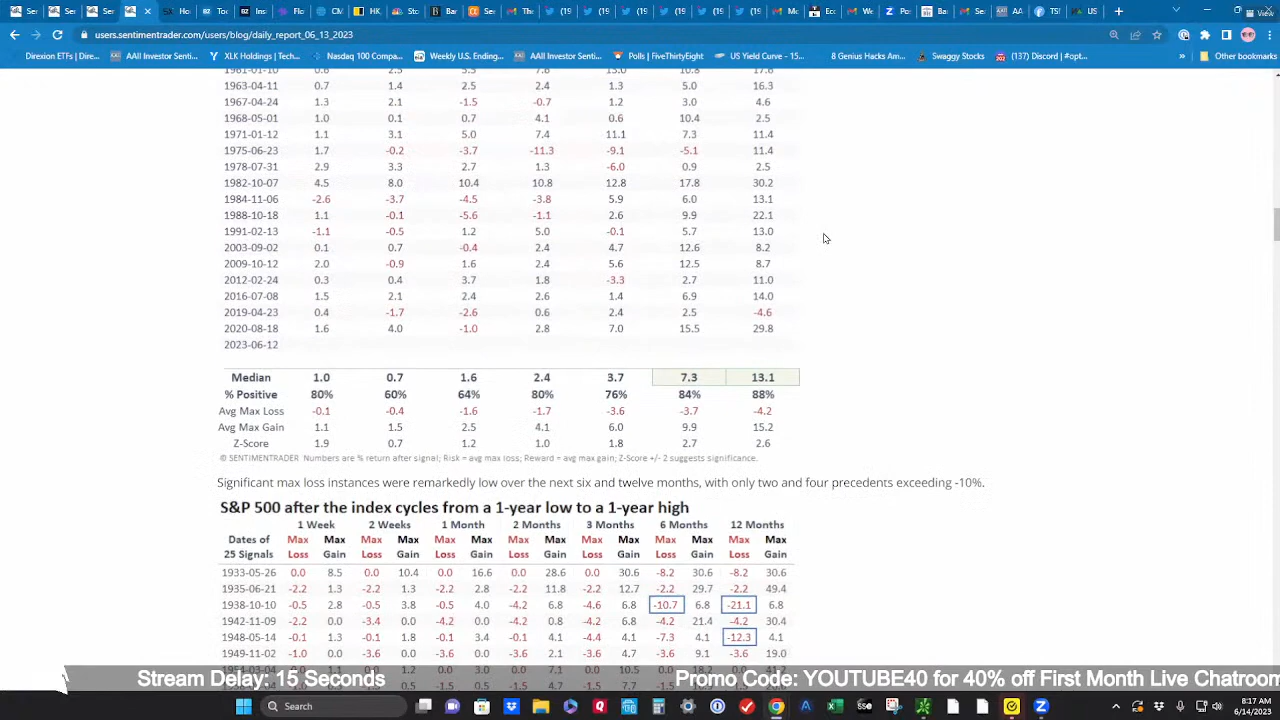 users.sentimentrader.com/users/blog/daily_report_06_13_2023
Direxion ETFs | D... AAII Investor Senti... XLK Holdings | Tech... Nasdaq 100 Compa... Weekly U.S. Ending... AAII Investor Senti... Polls | FiveThirtyEight US Yield Curve - 15... 8 Genius Hacks Am... Swaggy Stocks (137) Discord | #opt... » Other bookmarks
1961-01-10 0.6 2.5 7.6 13.0 10.8 17.6
1963-04-11 0.7 1.4 2.5 2.4 1.3 5.0 16.3
1967-04-24 1.3 2.1 -1.5 -0.7 1.2 3.0 4.6
1968-05-01 1.0 0.1 0.7 4.1 0.6 10.4 2.5
1971-01-12 1.1 3.1 5.0 7.4 11.1 7.3 11.4
1975-06-23 1.7 -0.2 -3.7 -11.3 -9.1 -5.1 11.4
1978-07-31 2.9 3.3 2.7 1.3 -6.0 0.9 2.5
1982-10-07 4.5 8.0 10.4 10.8 12.8 17.8 30.2
1984-11-06 -2.6 -3.7 -4.5 -3.8 5.9 6.0 13.1
1988-10-18 1.1 -0.1 -5.6 -1.1 2.6 9.9 22.1
1991-02-13 -1.1 -0.5 1.2 5.0 -0.1 5.7 13.0
2003-09-02 0.1 0.7 -0.4 2.4 4.7 12.6 8.2
2009-10-12 2.0 -0.9 1.6 2.4 5.6 12.5 8.7
2012-02-24 0.3 0.4 3.7 1.8 -3.3 2.7 11.0
2016-07-08 1.5 2.1 2.4 2.6 1.4 6.9 14.0
2019-04-23 0.4 -1.7 -2.6 0.6 2.4 2.5 -4.6
2020-08-18 1.6 4.0 -1.0 2.8 7.0 15.5 29.8
2023-06-12
Median 1.0 0.7 1.6 2.4 3.7 7.3 13.1
% Positive 80% 60% 64% 80% 76% 84% 88%
Avg Max Loss -0.1 -0.4 -1.6 -1.7 -3.6 -3.7 -4.2
Avg Max Gain 1.1 1.5 2.5 4.1 6.0 9.9 15.2
Z-Score 1.9 0.7 1.2 1.0 1.8 2.7 2.6
© SENTIMENTRADER Numbers are % return after signal; Risk = avg max loss; Reward = avg max gain; Z-Score +/- 2 suggests significance.
Significant max loss instances were remarkably low over the next six and twelve months, with only two and four precedents exceeding -10%.
S&P 500 after the index cycles from a 1-year low to a 1-year high
1 Week 2 Weeks 1 Month 2 Months 3 Months 6 Months 12 Months
Dates of Max Max Max Max Max Max Max Max Max Max Max Max Max Max
25 Signals Loss Gain Loss Gain Loss Gain Loss Gain Loss Gain Loss Gain Loss Gain
1933-05-26 0.0 8.5 0.0 10.4 0.0 16.6 0.0 28.6 0.0 30.6 -8.2 30.6 -8.2 30.6
1935-06-21 -2.2 1.3 -2.2 1.3 -2.2 2.8 -2.2 11.8 -2.2 12.7 -2.2 29.7 -2.2 49.4
1938-10-10 -0.5 2.8 -0.5 3.8 -0.5 4.0 -4.2 6.8 -4.6 6.8 -10.7 6.8 -21.1 6.8
1942-11-09 -2.2 0.0 -3.4 0.0 -4.2 0.0 -4.2 0.8 -4.2 6.8 -4.2 21.4 -4.2 30.4
1948-05-14 -0.1 1.3 -0.1 1.8 -0.1 3.4 -0.1 4.1 -4.4 4.1 -7.3 4.1 -12.3 4.1
1949-11-02 -1.0 0.0 -3.6 0.0 -3.6 0.0 -3.6 2.1 -3.6 4.7 -3.6 9.1 -3.6 19.0
Stream Delay: 15 Seconds
Promo Code: YOUTUBE40 for 40% off First Month Live Chatroom
Search
8:17 AM
6/14/2023